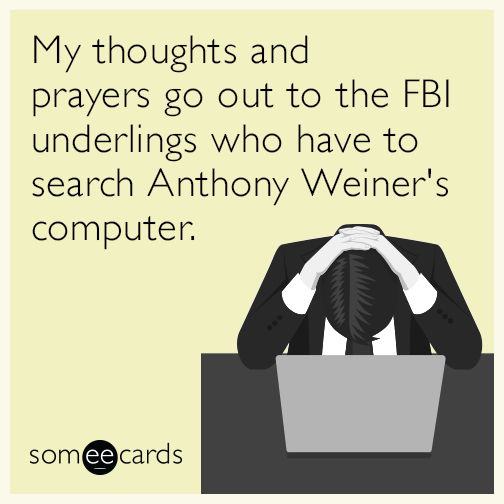 My thoughts and
prayers go out to the FBI
underlings who have to
search Anthony Weiner's
computer.
someecards